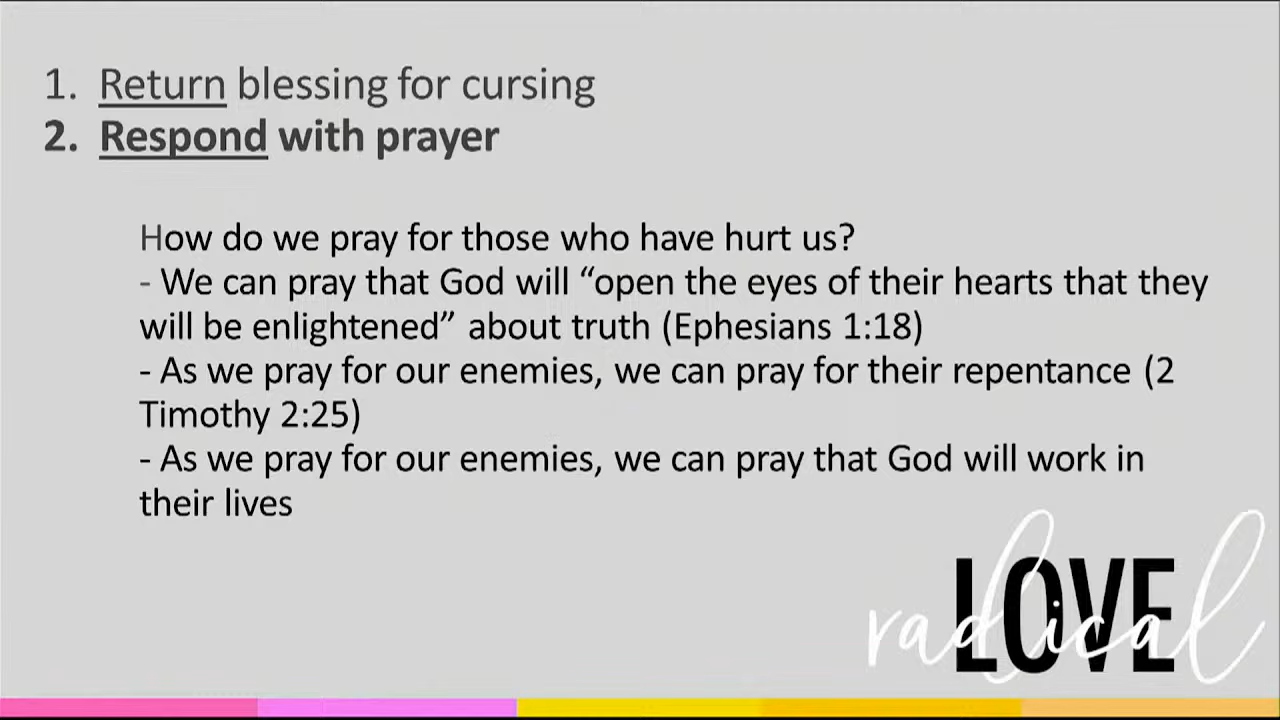 1. Return blessing for cursing
2. Respond with prayer
How do we pray for those who have hurt us?
- We can pray that God will “open the eyes of their hearts that they
will be enlightened” about truth (Ephesians 1:18)
- As we pray for our enemies, we can pray for their repentance (2
Timothy 2:25)
- As we pray for our enemies, we can pray that God will work in
their lives
radical
LOVE